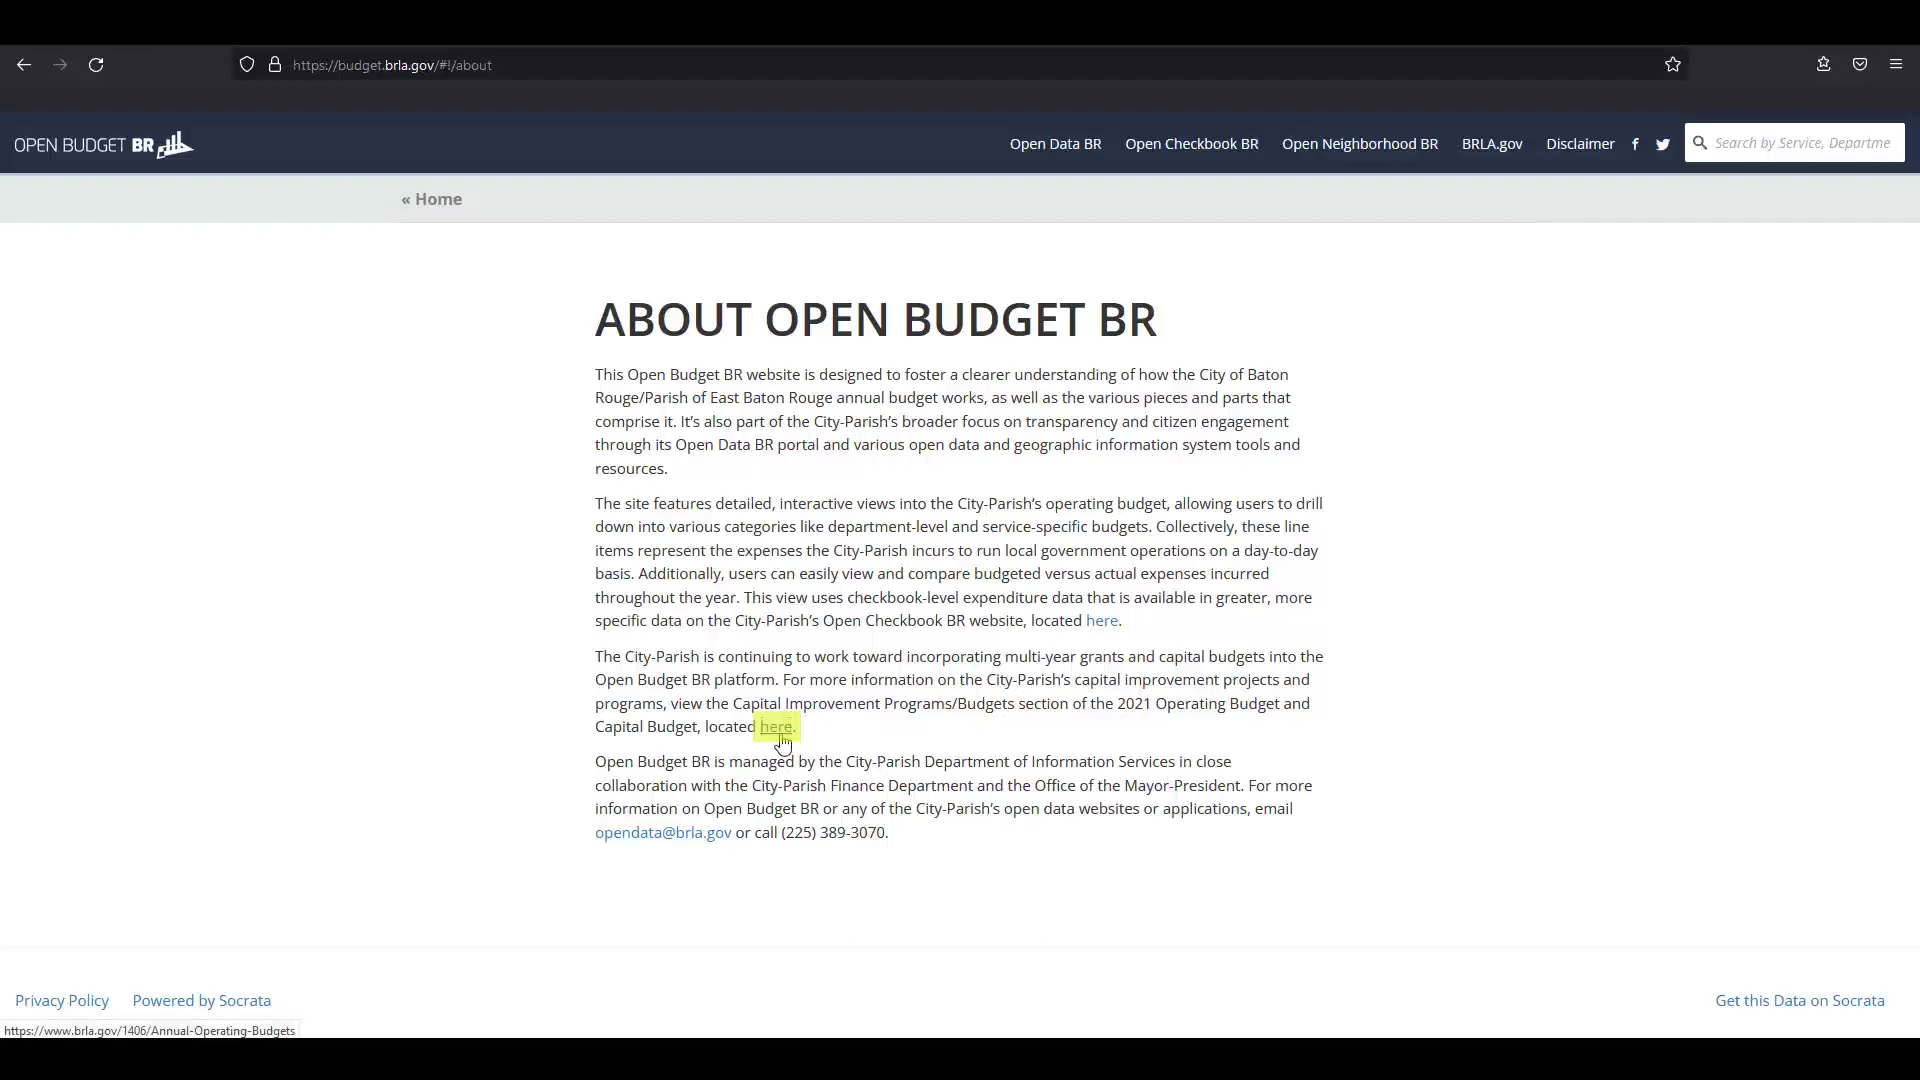 https://budget.brla.gov/#!/about
OPEN BUDGET BR
Open Data BR Open Checkbook BR Open Neighborhood BR BRLA.gov Disclaimer
Search by Service, Departme
« Home
ABOUT OPEN BUDGET BR
This Open Budget BR website is designed to foster a clearer understanding of how the City of Baton
Rouge/Parish of East Baton Rouge annual budget works, as well as the various pieces and parts that
comprise it. It’s also part of the City-Parish’s broader focus on transparency and citizen engagement
through its Open Data BR portal and various open data and geographic information system tools and
resources.
The site features detailed, interactive views into the City-Parish’s operating budget, allowing users to drill
down into various categories like department-level and service-specific budgets. Collectively, these line
items represent the expenses the City-Parish incurs to run local government operations on a day-to-day
basis. Additionally, users can easily view and compare budgeted versus actual expenses incurred
throughout the year. This view uses checkbook-level expenditure data that is available in greater, more
specific data on the City-Parish’s Open Checkbook BR website, located here.
The City-Parish is continuing to work toward incorporating multi-year grants and capital budgets into the
Open Budget BR platform. For more information on the City-Parish’s capital improvement projects and
programs, view the Capital Improvement Programs/Budgets section of the 2021 Operating Budget and
Capital Budget, located here.
Open Budget BR is managed by the City-Parish Department of Information Services in close
collaboration with the City-Parish Finance Department and the Office of the Mayor-President. For more
information on Open Budget BR or any of the City-Parish’s open data websites or applications, email
opendata@brla.gov or call (225) 389-3070.
Privacy Policy Powered by Socrata
Get this Data on Socrata
https://www.brla.gov/1406/Annual-Operating-Budgets